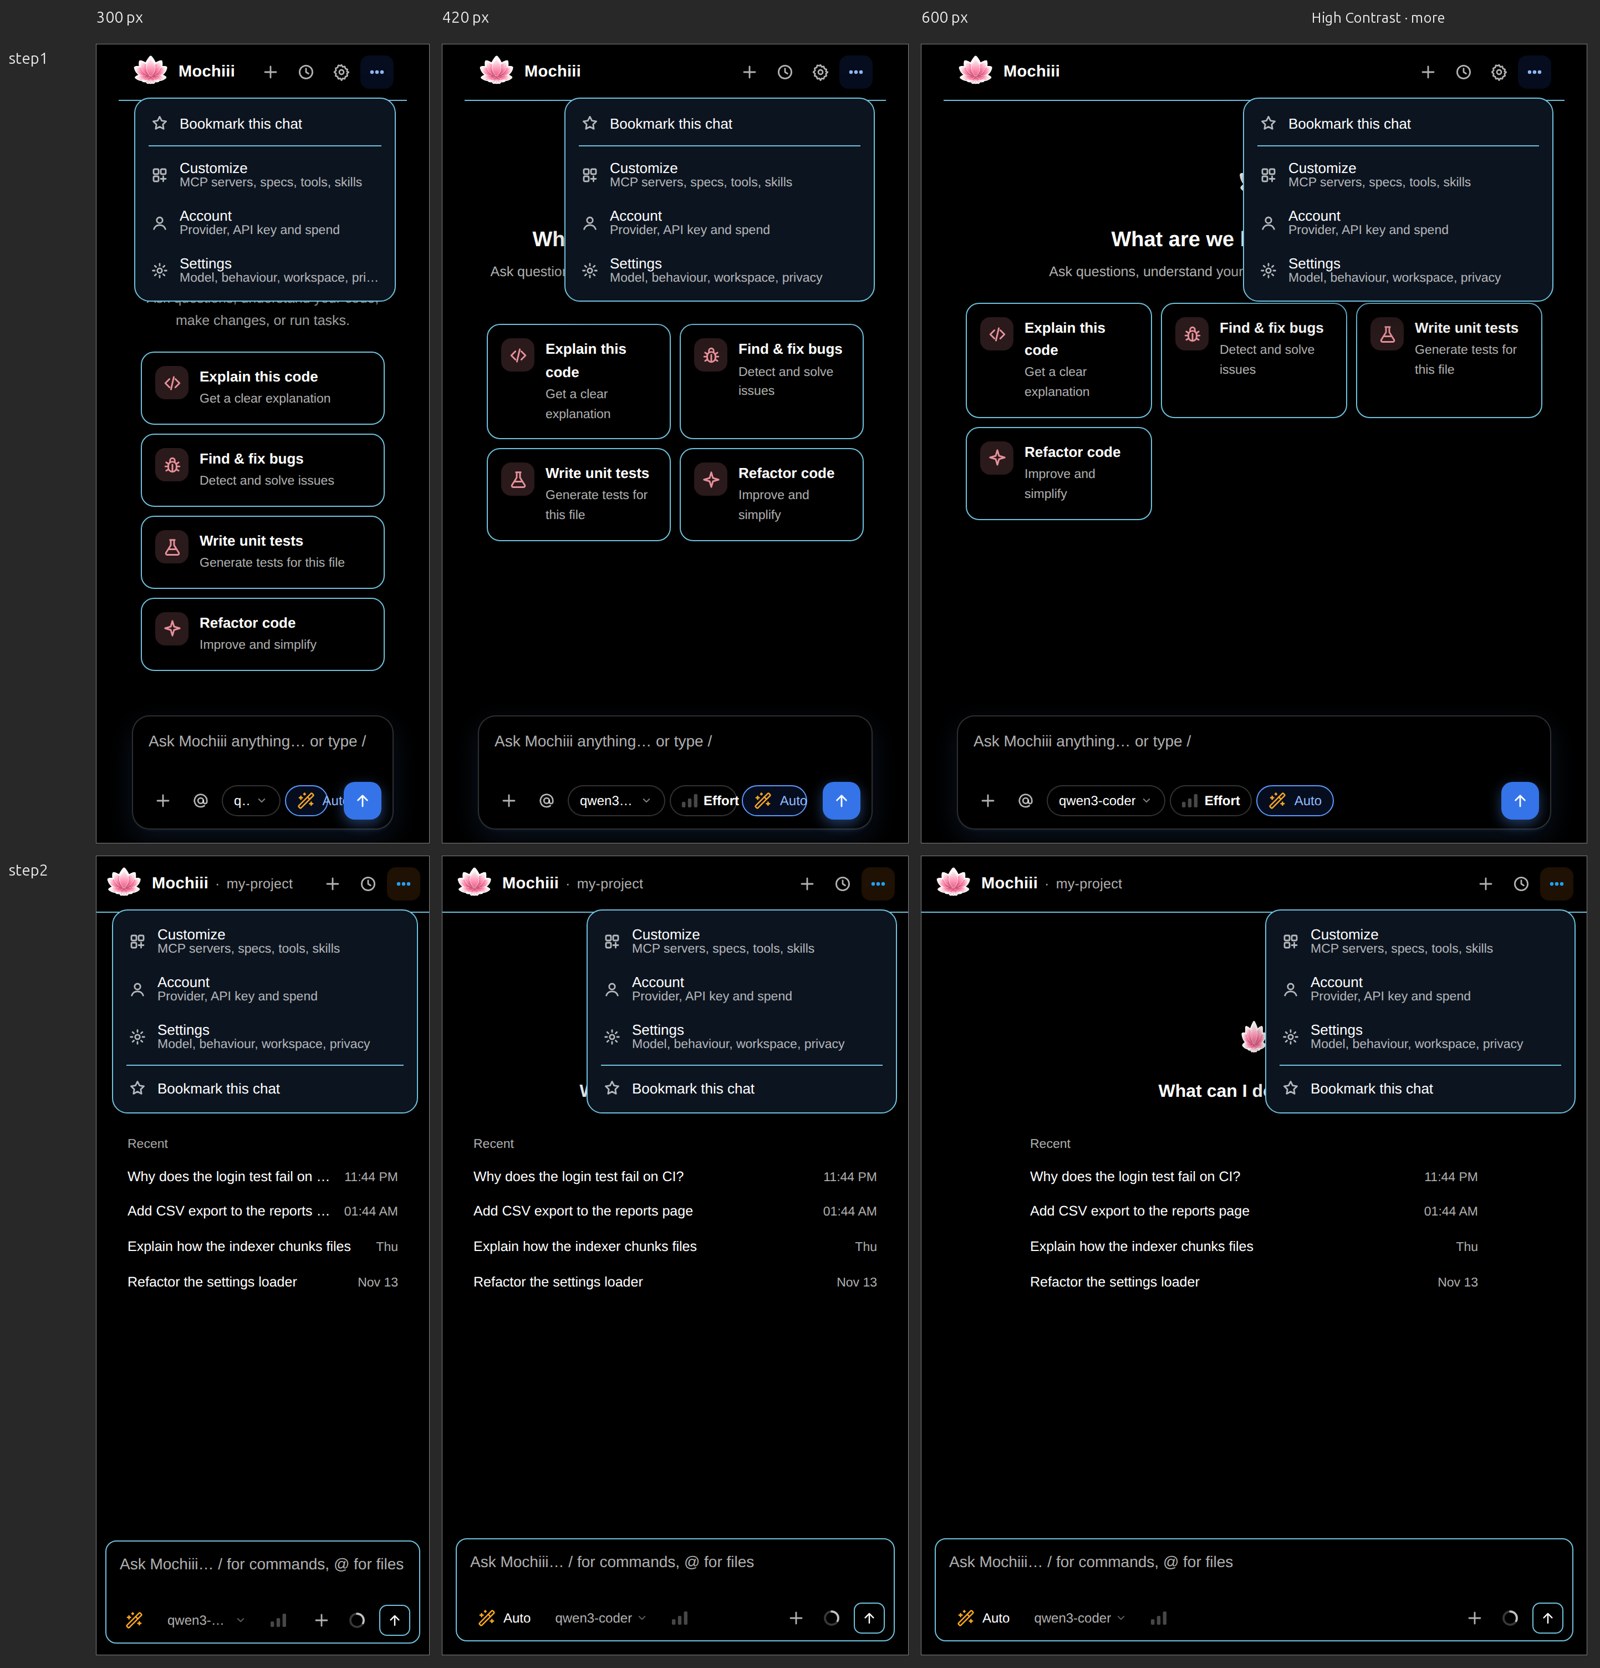 300 px
420 px
600 px
High Contrast · more
step1
Mochiii
Bookmark this chat
Customize
MCP servers, specs, tools, skills
Account
Provider, API key and spend
Settings
Model, behaviour, workspace, pri…
Ask questions, understand your code,
make changes, or run tasks.
Explain this code
Get a clear explanation
Find & fix bugs
Detect and solve issues
Write unit tests
Generate tests for this file
Refactor code
Improve and simplify
Ask Mochiii anything… or type /
q…
Auto
Mochiii
Bookmark this chat
Customize
MCP servers, specs, tools, skills
Account
Provider, API key and spend
Settings
Model, behaviour, workspace, privacy
Wh
Ask question
Explain this
code
Get a clear
explanation
Find & fix bugs
Detect and solve
issues
Write unit tests
Generate tests for
this file
Refactor code
Improve and
simplify
Ask Mochiii anything… or type /
qwen3…
Effort
Auto
Mochiii
Bookmark this chat
Customize
MCP servers, specs, tools, skills
Account
Provider, API key and spend
Settings
Model, behaviour, workspace, privacy
What are we
Ask questions, understand your
Explain this
code
Get a clear
explanation
Find & fix bugs
Detect and solve
issues
Write unit tests
Generate tests for
this file
Refactor code
Improve and
simplify
Ask Mochiii anything… or type /
qwen3-coder
Effort
Auto
step2
Mochiii · my-project
Customize
MCP servers, specs, tools, skills
Account
Provider, API key and spend
Settings
Model, behaviour, workspace, privacy
Bookmark this chat
Recent
Why does the login test fail on … 11:44 PM
Add CSV export to the reports … 01:44 AM
Explain how the indexer chunks files Thu
Refactor the settings loader Nov 13
Ask Mochiii… / for commands, @ for files
qwen3-…
Mochiii · my-project
Customize
MCP servers, specs, tools, skills
Account
Provider, API key and spend
Settings
Model, behaviour, workspace, privacy
Bookmark this chat
Recent
Why does the login test fail on CI? 11:44 PM
Add CSV export to the reports page 01:44 AM
Explain how the indexer chunks files Thu
Refactor the settings loader Nov 13
Ask Mochiii… / for commands, @ for files
Auto
qwen3-coder
Mochiii · my-project
Customize
MCP servers, specs, tools, skills
Account
Provider, API key and spend
Settings
Model, behaviour, workspace, privacy
Bookmark this chat
What can I d
Recent
Why does the login test fail on CI? 11:44 PM
Add CSV export to the reports page 01:44 AM
Explain how the indexer chunks files Thu
Refactor the settings loader Nov 13
Ask Mochiii… / for commands, @ for files
Auto
qwen3-coder